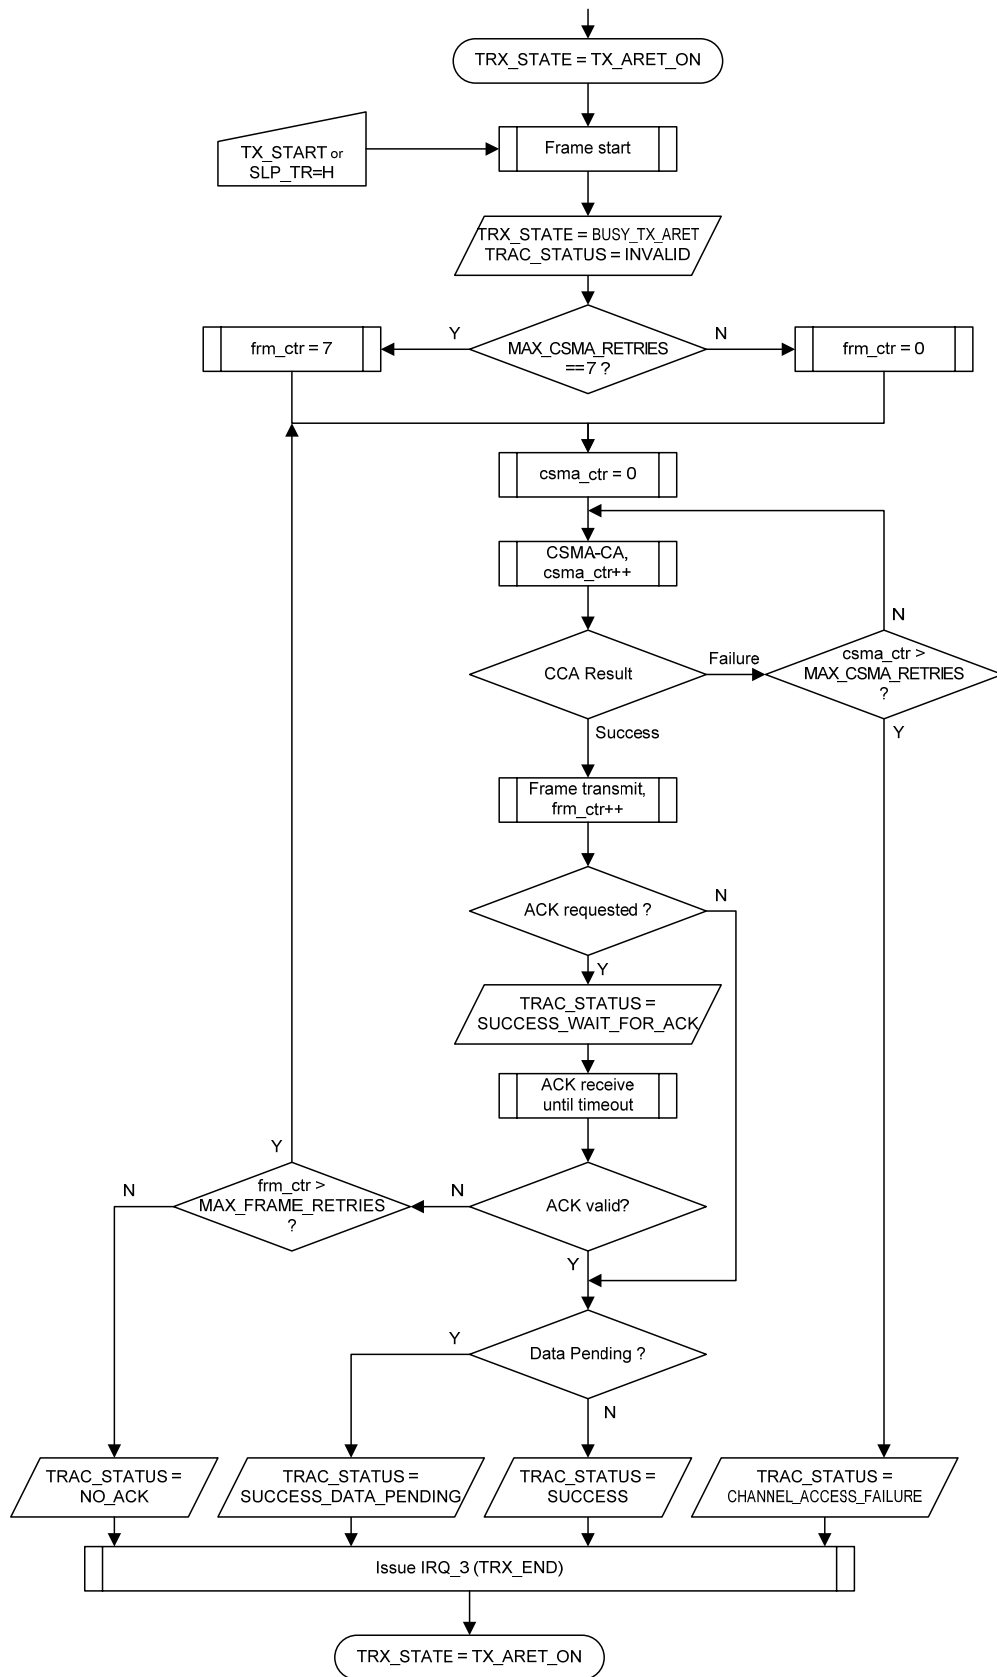 TRX_STATE = TX_ARET_ON
TX_START or
SLP_TR=H
Frame start
TRX_STATE = BUSY_TX_ARET
TRAC_STATUS = INVALID
Y
N
frm_ctr = 7
MAX_CSMA_RETRIES
==7 ?
frm_ctr = 0
csma_ctr = 0
CSMA-CA,
csma_ctr++
N
CCA Result
Failure
csma_ctr >
MAX_CSMA_RETRIES
?
Success
Y
Frame transmit,
frm_ctr++
ACK requested ?
N
Y
TRAC_STATUS =
SUCCESS_WAIT_FOR_ACK
ACK receive
until timeout
Y
N
frm_ctr >
MAX_FRAME_RETRIES
?
N
ACK valid?
Y
Y
Data Pending ?
N
TRAC_STATUS =
NO_ACK
TRAC_STATUS =
SUCCESS_DATA_PENDING
TRAC_STATUS =
SUCCESS
TRAC_STATUS =
CHANNEL_ACCESS_FAILURE
Issue IRQ_3 (TRX_END)
TRX_STATE = TX_ARET_ON